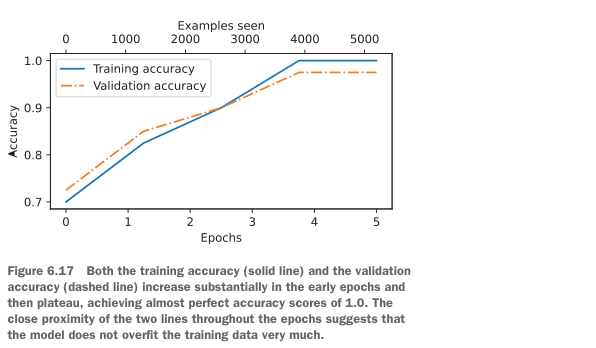 Examples seen
0 1000 2000 3000 4000 5000
1.0
Training accuracy
Validation accuracy
0.9
Accuracy
0.8
0.7
0 1 2 3 4 5
Epochs
Figure 6.17 Both the training accuracy (solid line) and the validation
accuracy (dashed line) increase substantially in the early epochs and
then plateau, achieving almost perfect accuracy scores of 1.0. The
close proximity of the two lines throughout the epochs suggests that
the model does not overfit the training data very much.